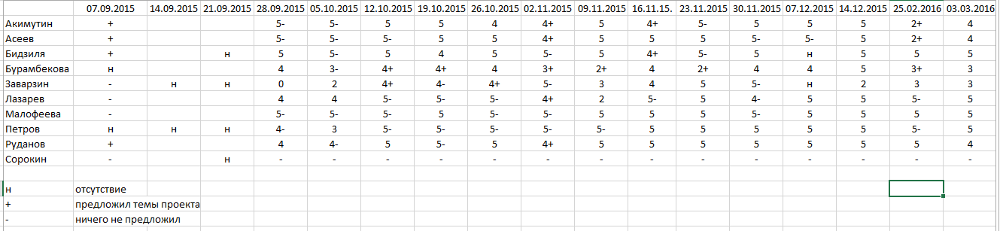 07.09.2015 14.09.2015 21.09.2015 28.09.2015 05.10.2015 12.10.2015 19.10.2015 26.10.2015 02.11.2015 09.11.2015 16.11.15. 23.11.2015 30.11.2015 07.12.2015 14.12.2015 25.02.2016 03.03.2016
Акимутин + 5- 5- 5 5 4 4+ 5 4+ 5- 5 5 5 2+ 4
Асеев + 5- 5- 5- 5 5 4+ 5 5 5 5- 5- 5 2+ 4
Бидзиля + н 5 5- 5 4 5 5- 5 4+ 5- 5 н 5 5 5
Бурамбекова н 4 3- 4+ 4+ 4 3+ 2+ 4 2+ 4 4 5 3+ 3
Заварзин - н н 0 2 4+ 4- 4+ 5- 3 4 5 5- н 2 3 3
Лазарев - 4 4 5- 5- 5- 4+ 2 5- 5 4- 5 5 5- 5
Малофеева - 5- 5- 5- 5 5- 5- 5 5 5 5- 5 5 5 5
Петров н н н 4- 3 5- 5- 5- 5- 5- 5 5 5 5 5 5- 5
Руданов + 4 4- 5 5- 5 4+ 5 5 5 5 5 5 5 4
Сорокин - н - - - - - - - - - - - - - -
н отсутствие
+ предложил темы проекта
- ничего не предложил